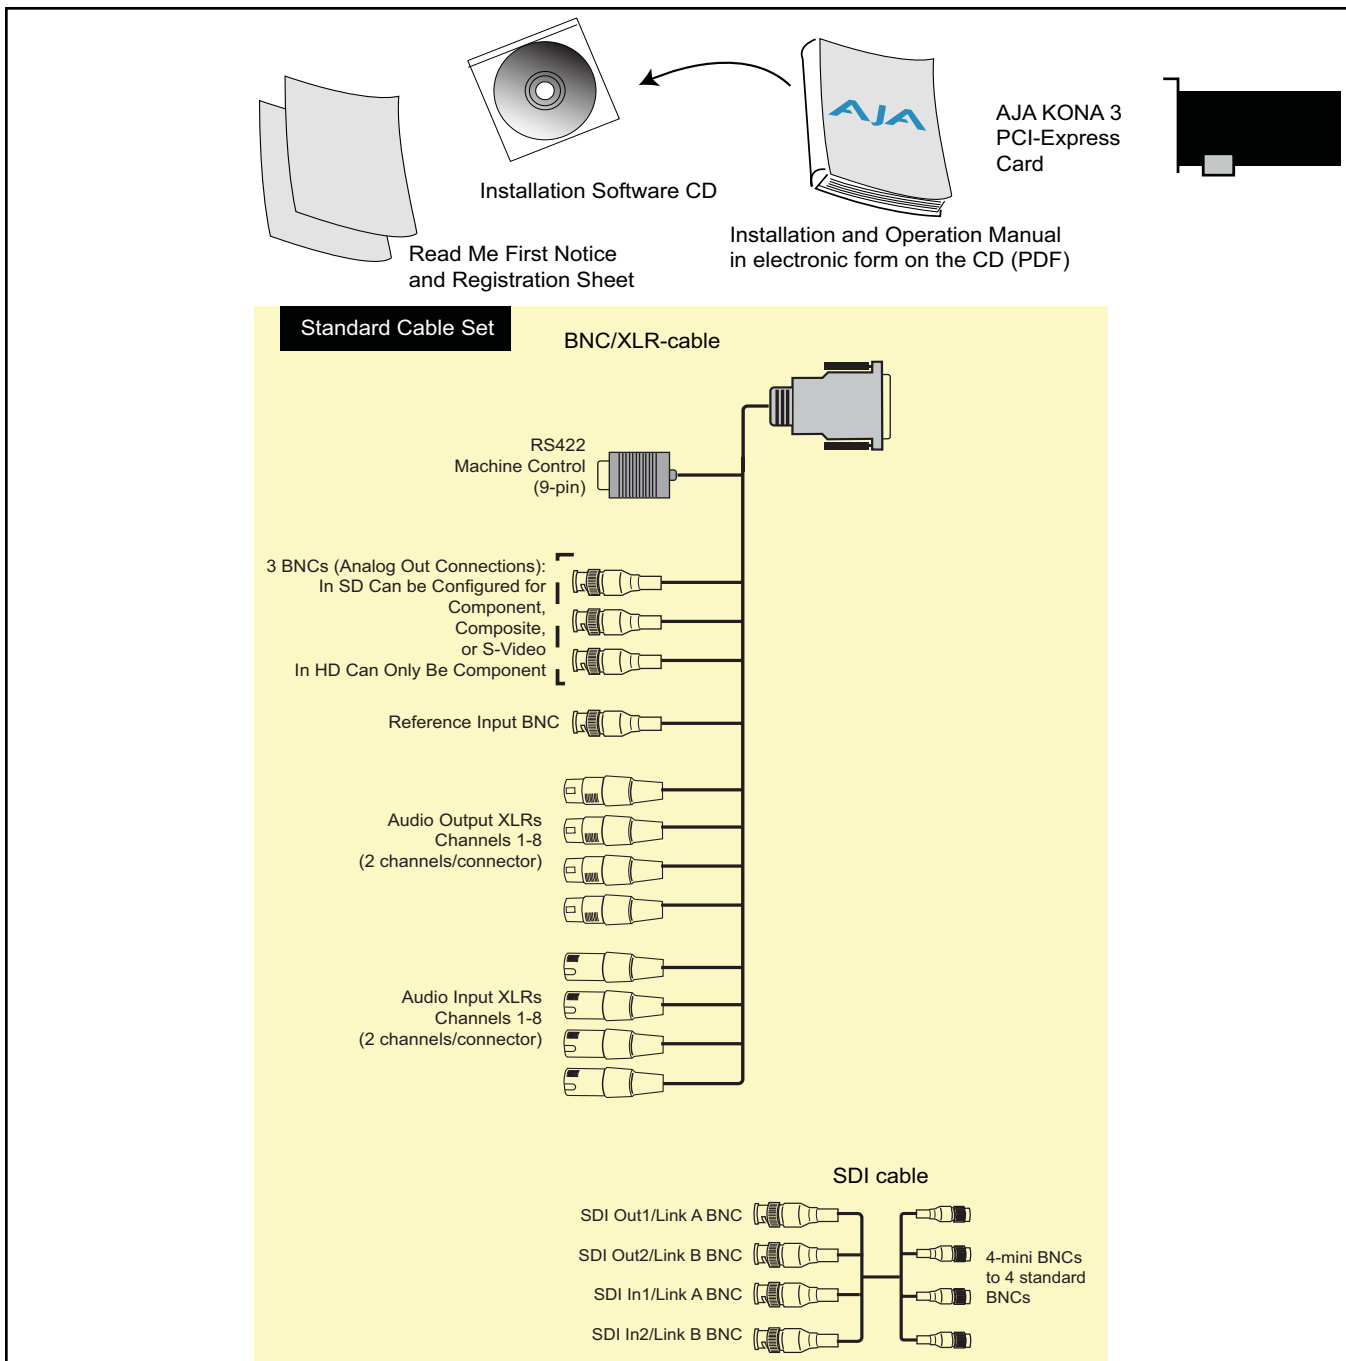 AJA
AJA KONA 3
PCI-Express
Card
Installation Software CD
Read Me First Notice
and Registration Sheet
Installation and Operation Manual
in electronic form on the CD (PDF)
Standard Cable Set
BNC/XLR-cable
RS422
Machine Control
(9-pin)
3 BNCs (Analog Out Connections):
In SD Can be Configured for
Component,
Composite,
or S-Video
In HD Can Only Be Component
Reference Input BNC
Audio Output XLRs
Channels 1-8
(2 channels/connector)
Audio Input XLRs
Channels 1-8
(2 channels/connector)
SDI cable
SDI Out1/Link A BNC
SDI Out2/Link B BNC
SDI In1/Link A BNC
SDI In2/Link B BNC
4-mini BNCs
to 4 standard
BNCs